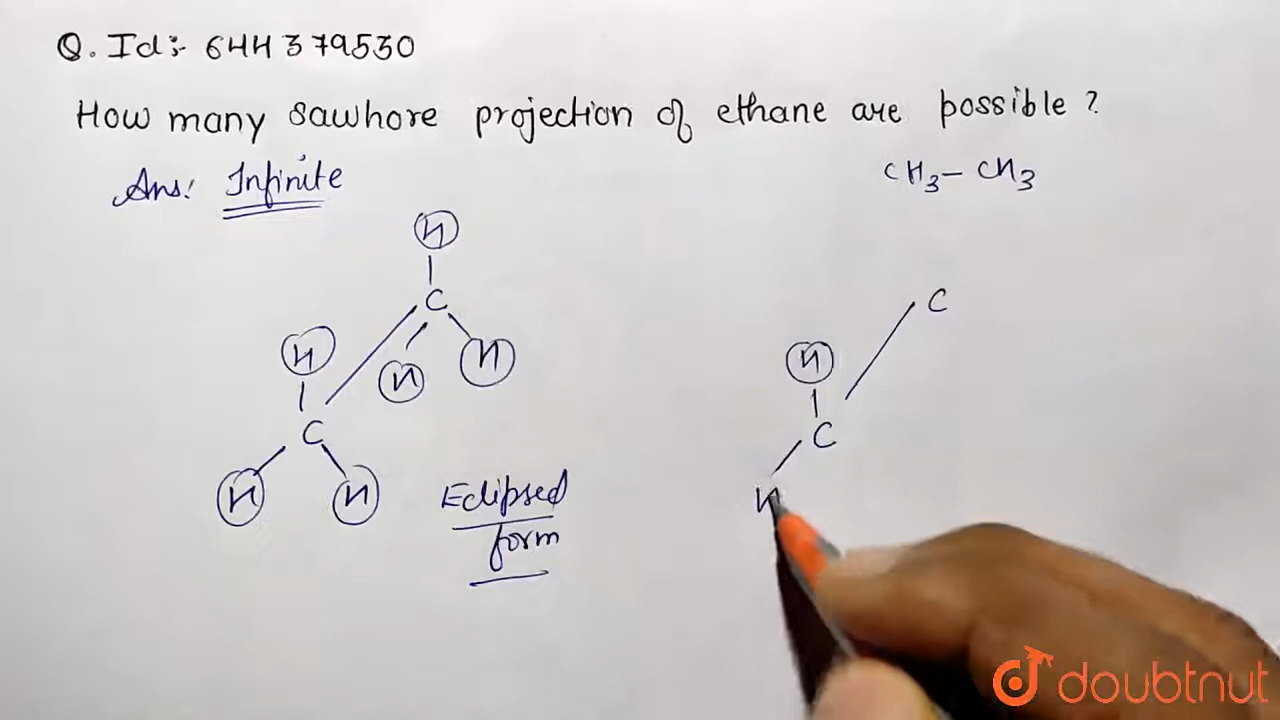 Q. Id:- 644379530
How many sawhore projection of ethane are possible?
Ans: Infinite
CH3-CH3
H
C
H
H
H
C
H
H
Eclipsed
form
C
H
C
H
doubtnut